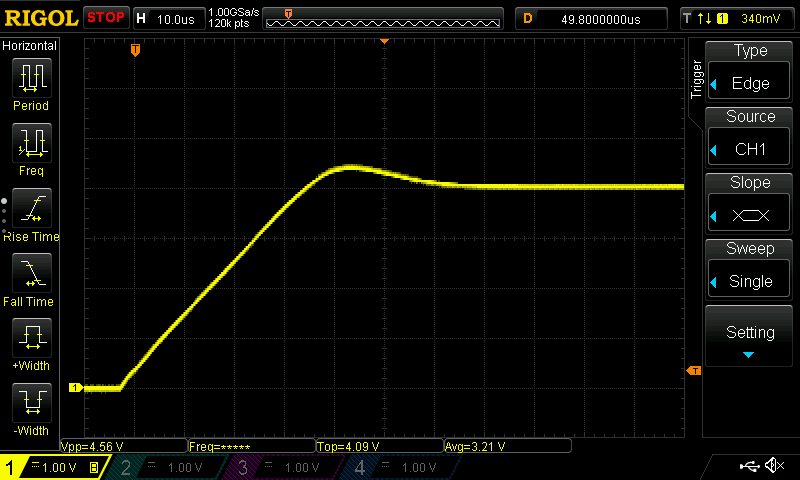 RIGOL STOP H 10.0us 1.00GSa/s 120k pts D 49.8000000us T 1 340mV
Horizontal
Period
Freq
Rise Time
Fall Time
+Width
-Width
T
1
T
Vpp=4.56 V Freq=***** Top=4.09 V Avg=3.21 V
1 1.00 V B 2 1.00 V 3 1.00 V 4 1.00 V
Trigger
Type
Edge
Source
CH1
Slope
Sweep
Single
Setting